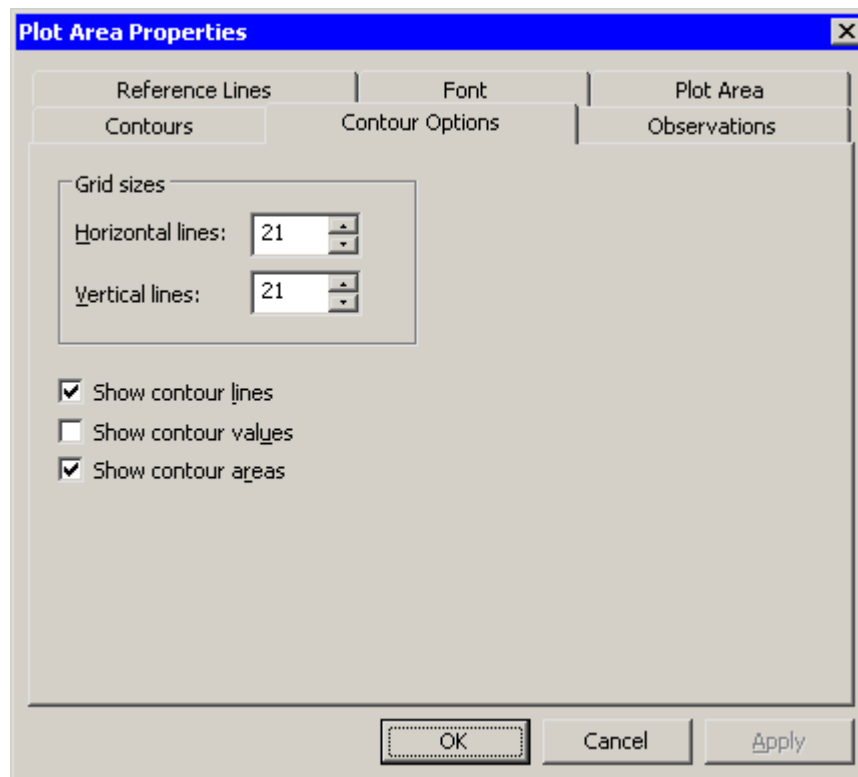 Plot Area Properties
Reference Lines Font Plot Area
Contours Contour Options Observations
Grid sizes
Horizontal lines: 21
Vertical lines: 21
Show contour lines
Show contour values
Show contour areas
OK Cancel Apply